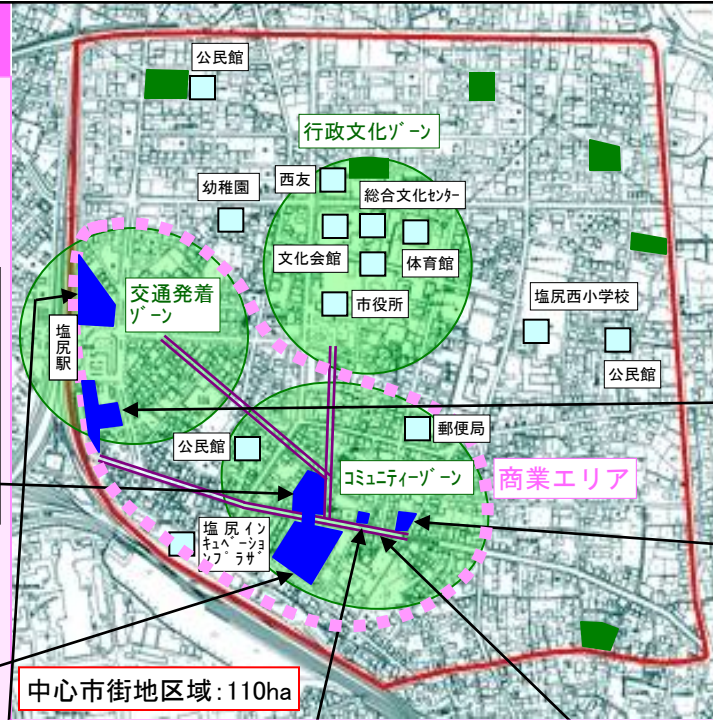 公民館
行政文化ｿﾞｰﾝ
西友
幼稚園
総合文化ｾﾝﾀｰ
文化会館
体育館
交通発着
ｿﾞｰﾝ
市役所
塩尻西小学校
塩尻駅
公民館
郵便局
公民館
ｺﾐｭﾆﾃｨｰｿﾞｰﾝ
商業エリア
塩尻イン
ｷｭﾍﾞｰｼｮ
ﾝﾌﾟﾗｻﾞ
中心市街地区域:110ha